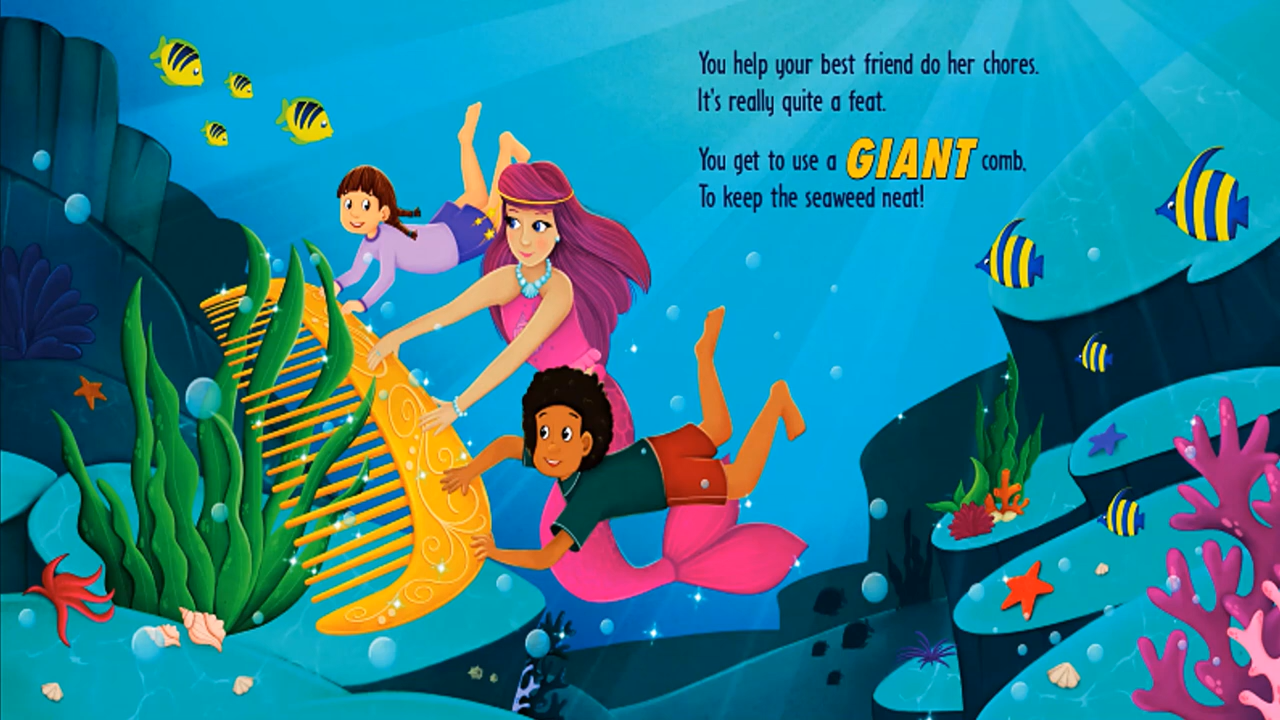 You help your best friend do her chores.
It's really quite a feat.
You get to use a GIANT comb,
To keep the seaweed neat!